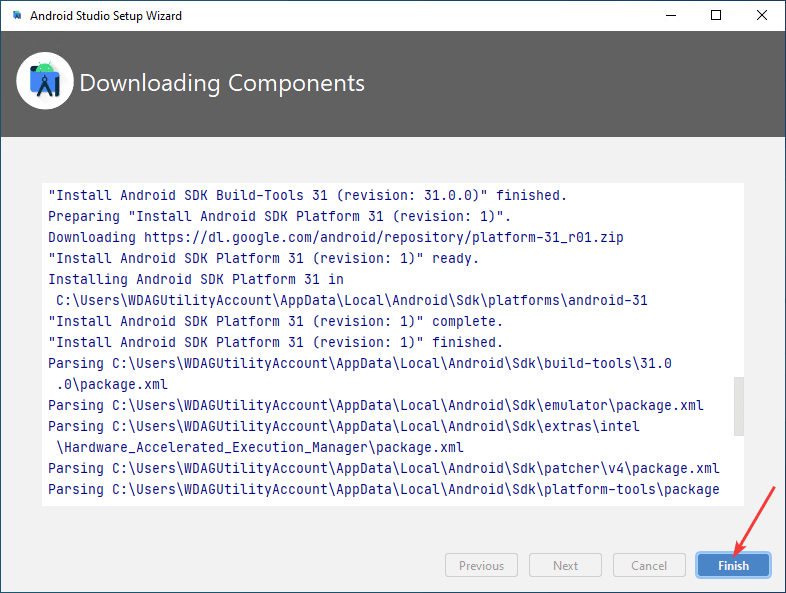 Android Studio Setup Wizard
Downloading Components
"Install Android SDK Build-Tools 31 (revision: 31.0.0)" finished.
Preparing "Install Android SDK Platform 31 (revision: 1)".
Downloading https://dl.google.com/android/repository/platform-31_r01.zip
"Install Android SDK Platform 31 (revision: 1)" ready.
Installing Android SDK Platform 31 in
C:\Users\WDAGUtilityAccount\AppData\Local\Android\Sdk\platforms\android-31
"Install Android SDK Platform 31 (revision: 1)" complete.
"Install Android SDK Platform 31 (revision: 1)" finished.
Parsing C:\Users\WDAGUtilityAccount\AppData\Local\Android\Sdk\build-tools\31.0
.0\package.xml
Parsing C:\Users\WDAGUtilityAccount\AppData\Local\Android\Sdk\emulator\package.xml
Parsing C:\Users\WDAGUtilityAccount\AppData\Local\Android\Sdk\extras\intel
\Hardware_Accelerated_Execution_Manager\package.xml
Parsing C:\Users\WDAGUtilityAccount\AppData\Local\Android\Sdk\patcher\v4\package.xml
Parsing C:\Users\WDAGUtilityAccount\AppData\Local\Android\Sdk\platform-tools\package
Previous Next Cancel Finish